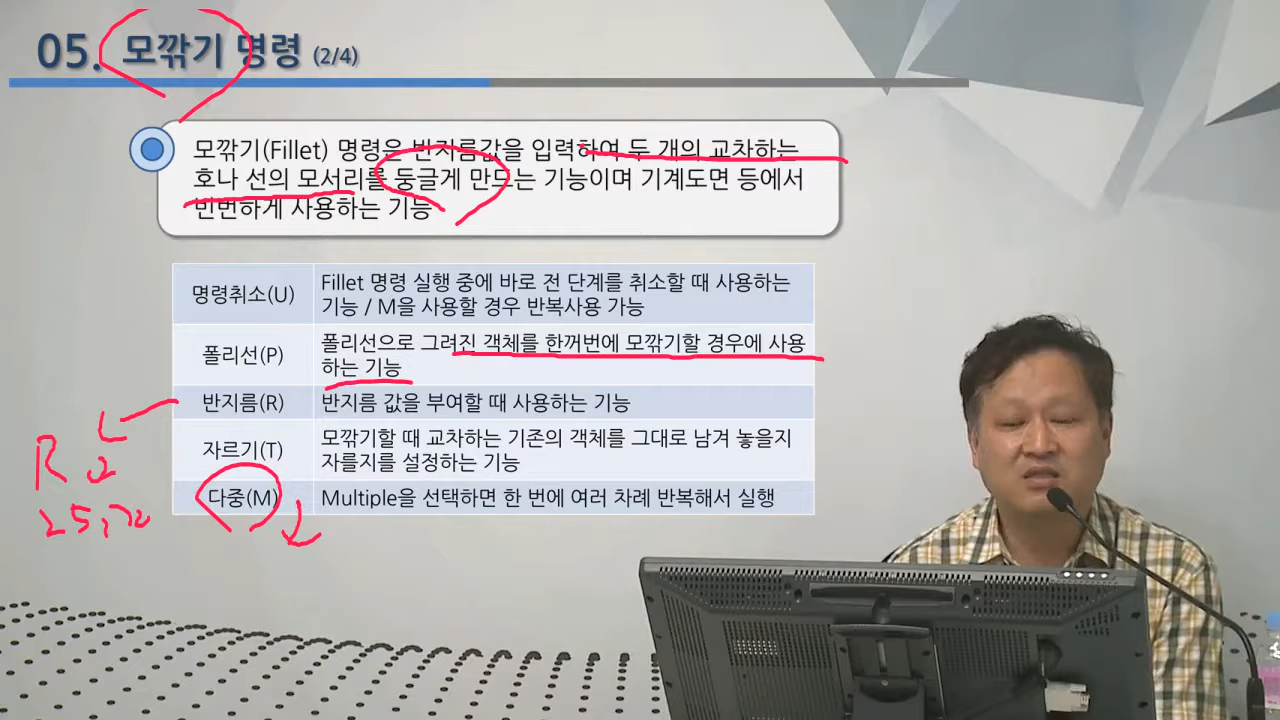 05. 모깎기 명령 (2/4)
모깎기(Fillet) 명령은 반지름값을 입력하여 두 개의 교차하는
호나 선의 모서리를 둥글게 만드는 기능이며 기계도면 등에서
빈번하게 사용하는 기능
명령취소(U)
Fillet 명령 실행 중에 바로 전 단계를 취소할 때 사용하는
기능 / M을 사용할 경우 반복사용 가능
폴리선(P)
폴리선으로 그려진 객체를 한꺼번에 모깎기할 경우에 사용
하는 기능
반지름(R)
반지름 값을 부여할 때 사용하는 기능
자르기(T)
모깎기할 때 교차하는 기존의 객체를 그대로 남겨 놓을지
자를지를 설정하는 기능
다중(M)
Multiple을 선택하면 한 번에 여러 차례 반복해서 실행
R